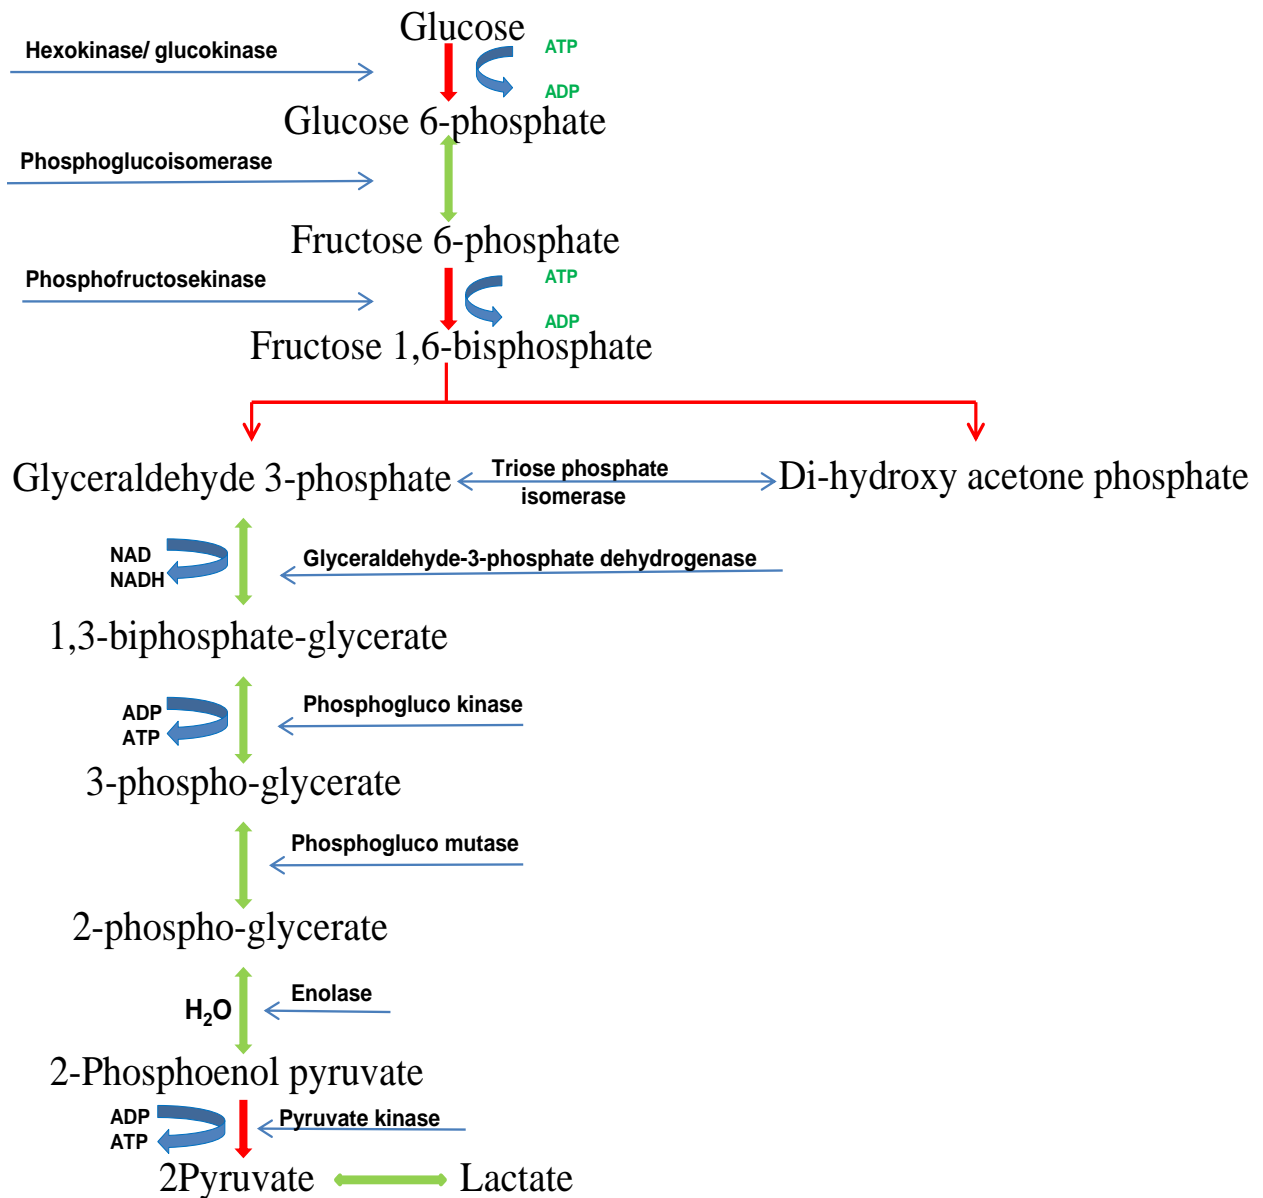 Glucose
Hexokinase/ glucokinase
ATP
ADP
Glucose 6-phosphate
Phosphoglucoisomerase
Fructose 6-phosphate
Phosphofructosekinase
ATP
ADP
Fructose 1,6-bisphosphate
Glyceraldehyde 3-phosphate
Triose phosphate
isomerase
Di-hydroxy acetone phosphate
NAD
NADH
Glyceraldehyde-3-phosphate dehydrogenase
1,3-biphosphate-glycerate
ADP
ATP
Phosphogluco kinase
3-phospho-glycerate
Phosphogluco mutase
2-phospho-glycerate
H₂O
Enolase
2-Phosphoenol pyruvate
ADP
ATP
Pyruvate kinase
2Pyruvate
Lactate